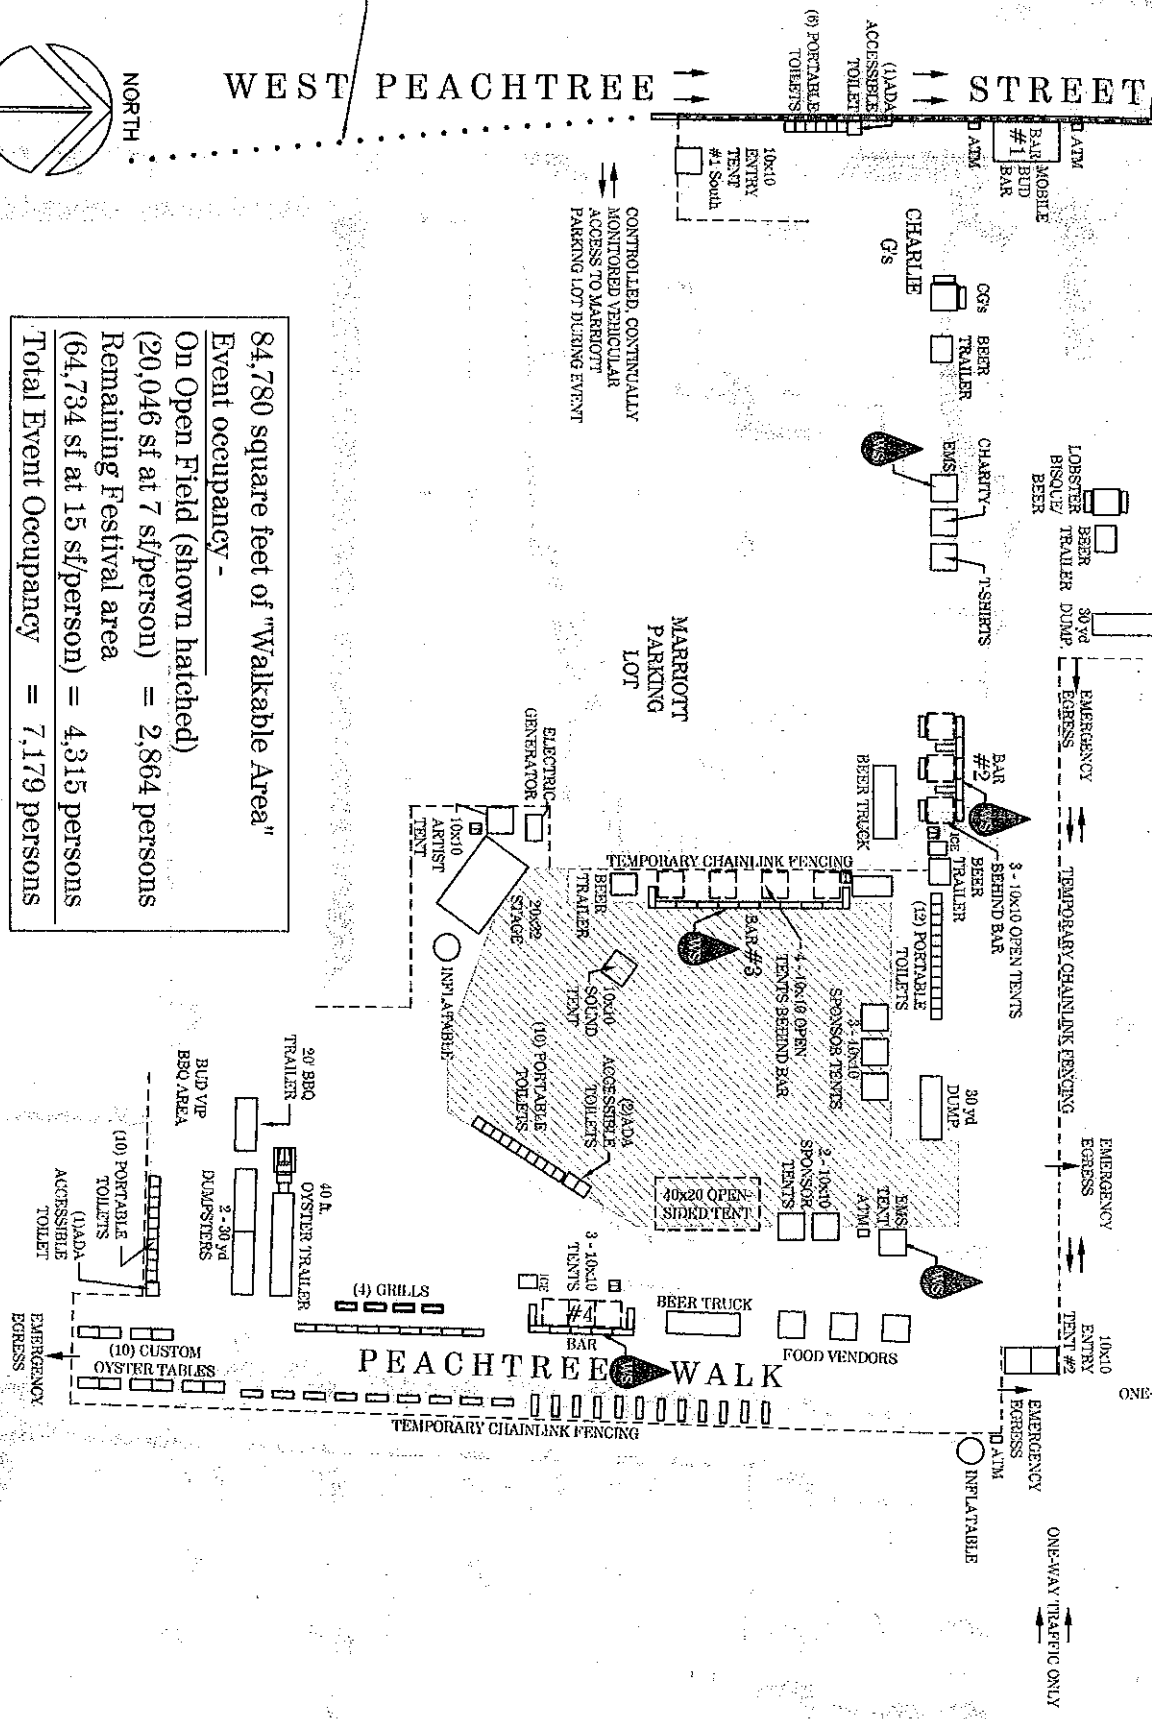 WEST PEACHTREE STREET
NORTH
(6) PORTABLE
TOILETS
(1)ADA
ACCESSIBLE
TOILET
ATM
BAR
#1
MOBILE
BUD
BAR
ATM
10x10
ENTRY
TENT
#1 South
CONTROLLED, CONTINUALLY
MONITORED VEHICULAR
ACCESS TO MARRIOTT
PARKING LOT DURING EVENT
CHARLIE
G's
CG's
BEER
TRAILER
EMS
CHARITY
T-SHIRTS
LOBSTER
BISQUE/
BEER
BEER
TRAILER
30 yd
DUMP.
EMERGENCY
EGRESS
TEMPORARY CHAINLINK FENCING
EMERGENCY
EGRESS
10x10
ENTRY
TENT #2
ONE-
EMERGENCY
EGRESS
ATM
INFLATABLE
ONE-WAY TRAFFIC ONLY
MARRIOTT
PARKING
LOT
BAR
#2
BEER TRUCK
3 - 10x10 OPEN TENTS
BEHIND BAR
ICE
BEER
TRAILER
(12) PORTABLE
TOILETS
30 yd
DUMP
ELECTRIC
GENERATOR
10x10
ARTIST
TENT
TEMPORARY CHAINLINK FENCING
BEER
TRAILER
20x22
STAGE
INFLATABLE
BAR #3
4 - 10x10 OPEN
TENTS BEHIND BAR
10x10
SOUND
TENT
3 - 10x10
SPONSOR TENTS
(2)ADA
ACCESSIBLE
TOILETS
(10) PORTABLE
TOILETS
2 - 10x10
SPONSOR
TENTS
EMS
TENT
ATM
40x20 OPEN-
SIDED TENT
3 - 10x10
TENTS
ICE
#4
BAR
BEER TRUCK
FOOD VENDORS
PEACHTREE WALK
(4) GRILLS
20' BBQ
TRAILER
BUD VIP
BBQ AREA
40 ft.
OYSTER TRAILER
2 - 30 yd
DUMPSTERS
(10) PORTABLE
TOILETS
(1)ADA
ACCESSIBLE
TOILET
(10) CUSTOM
OYSTER TABLES
EMERGENCY
EGRESS
TEMPORARY CHAINLINK FENCING
84,780 square feet of "Walkable Area"
Event occupancy -
On Open Field (shown hatched)
(20,046 sf at 7 sf/person) = 2,864 persons
Remaining Festival area
(64,734 sf at 15 sf/person) = 4,315 persons
Total Event Occupancy = 7,179 persons